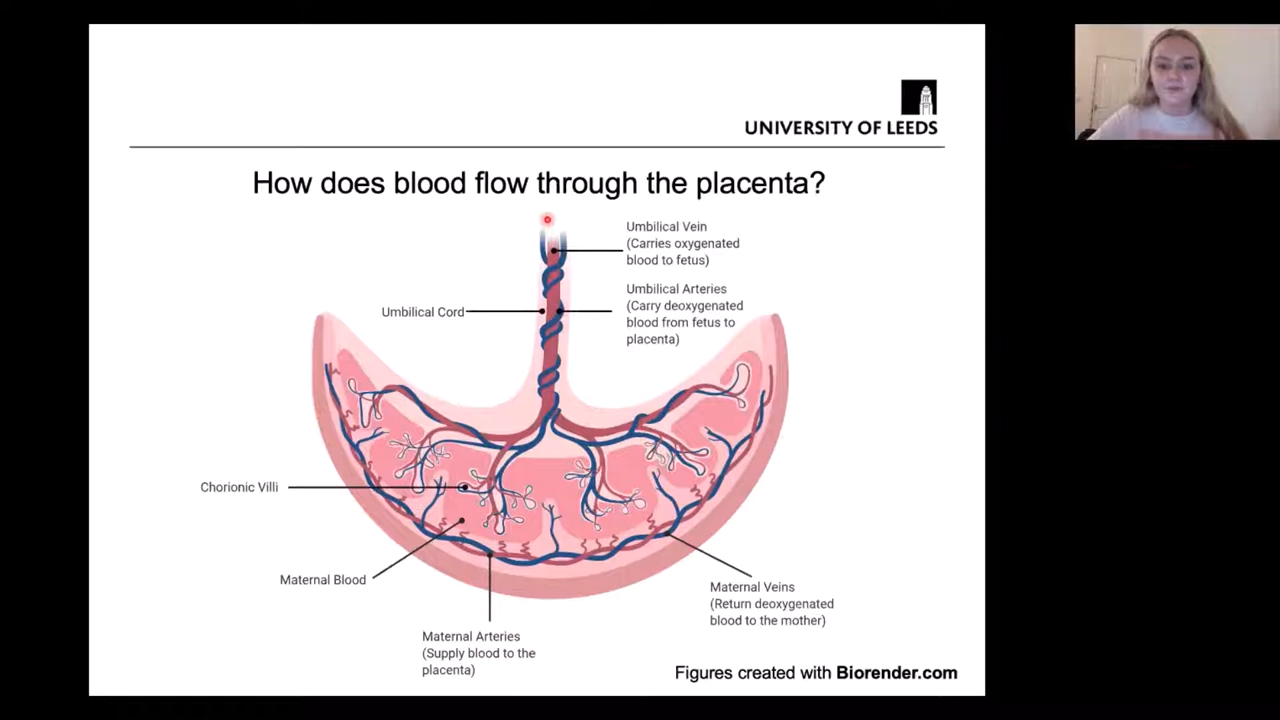 UNIVERSITY OF LEEDS
How does blood flow through the placenta?
Umbilical Vein
(Carries oxygenated
blood to fetus)
Umbilical Arteries
(Carry deoxygenated
blood from fetus to
placenta)
Umbilical Cord
Chorionic Villi
Maternal Blood
Maternal Arteries
(Supply blood to the
placenta)
Maternal Veins
(Return deoxygenated
blood to the mother)
Figures created with Biorender.com